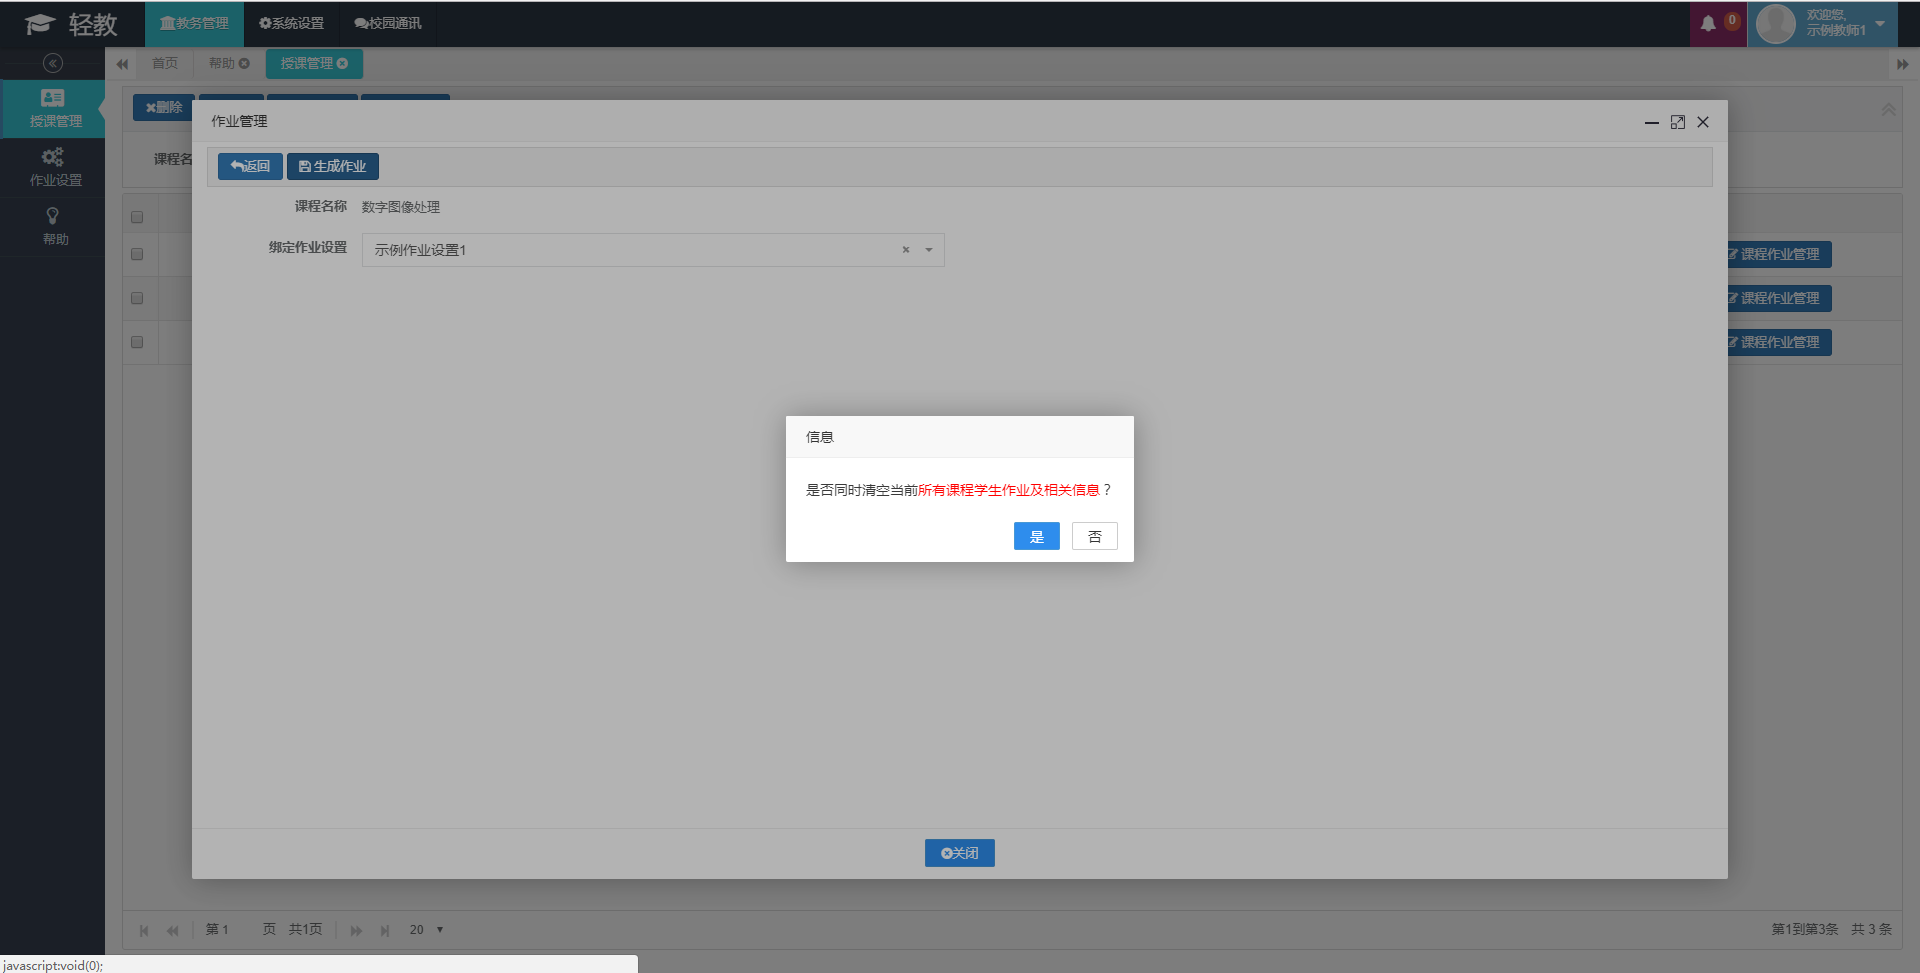 轻教
教务管理
系统设置
校园通讯
0
欢迎您,
示例教师1
首页
帮助
授课管理
授课管理
作业设置
帮助
删除
课程名
作业管理
返回
生成作业
课程名称 数字图像处理
绑定作业设置 示例作业设置1
课程作业管理
课程作业管理
课程作业管理
信息
是否同时清空当前所有课程学生作业及相关信息？
是
否
关闭
第 1 页 共1页
20
第1到第3条 共 3 条
javascript:void(0);